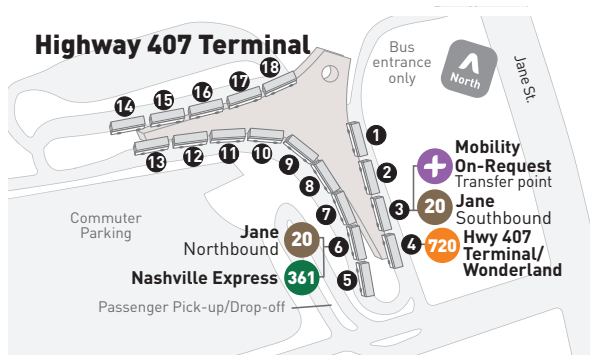 Highway 407 Terminal
Bus
entrance
only
North
Jane St.
18
17
16
15
14
13
12
11
10
9
8
7
6
5
1
2
3
4
Mobility
On-Request
Transfer point
20 Jane
Southbound
720 Hwy 407
Terminal/
Wonderland
Commuter
Parking
Jane 20
Northbound
Nashville Express 361
Passenger Pick-up/Drop-off